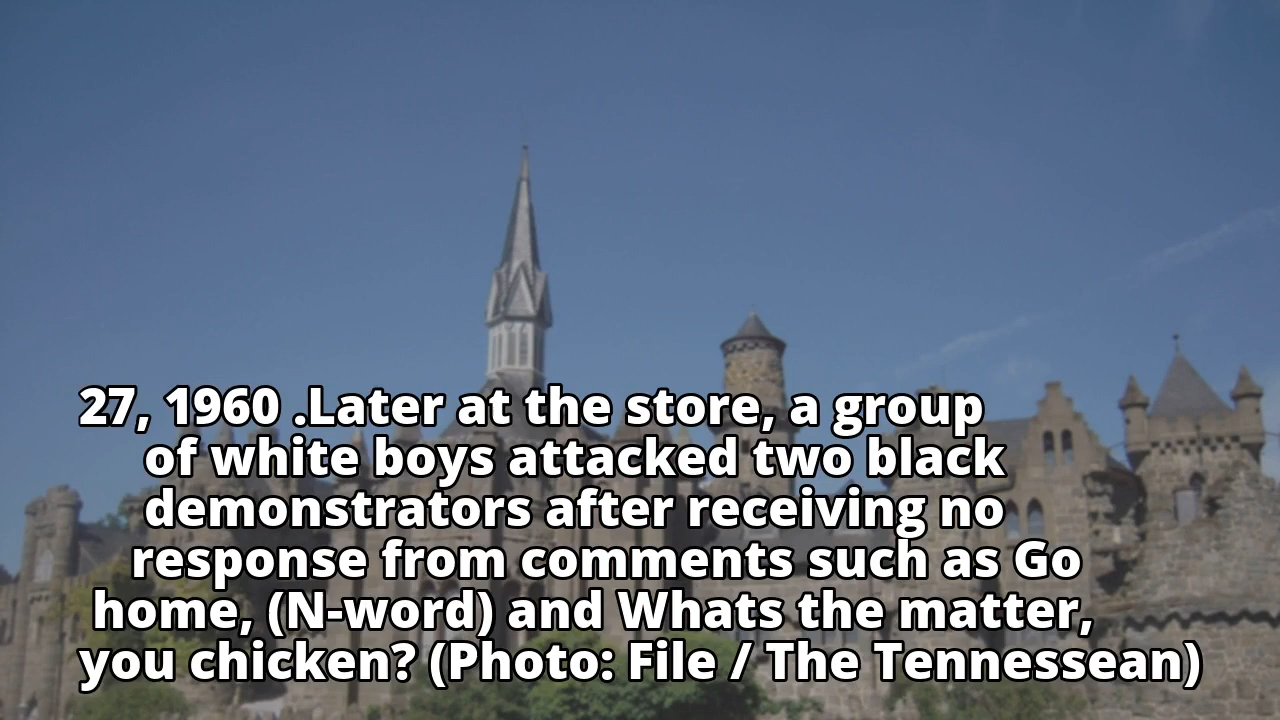 27, 1960 .Later at the store, a group
of white boys attacked two black
demonstrators after receiving no
response from comments such as Go
home, (N-word) and Whats the matter,
you chicken? (Photo: File / The Tennessean)